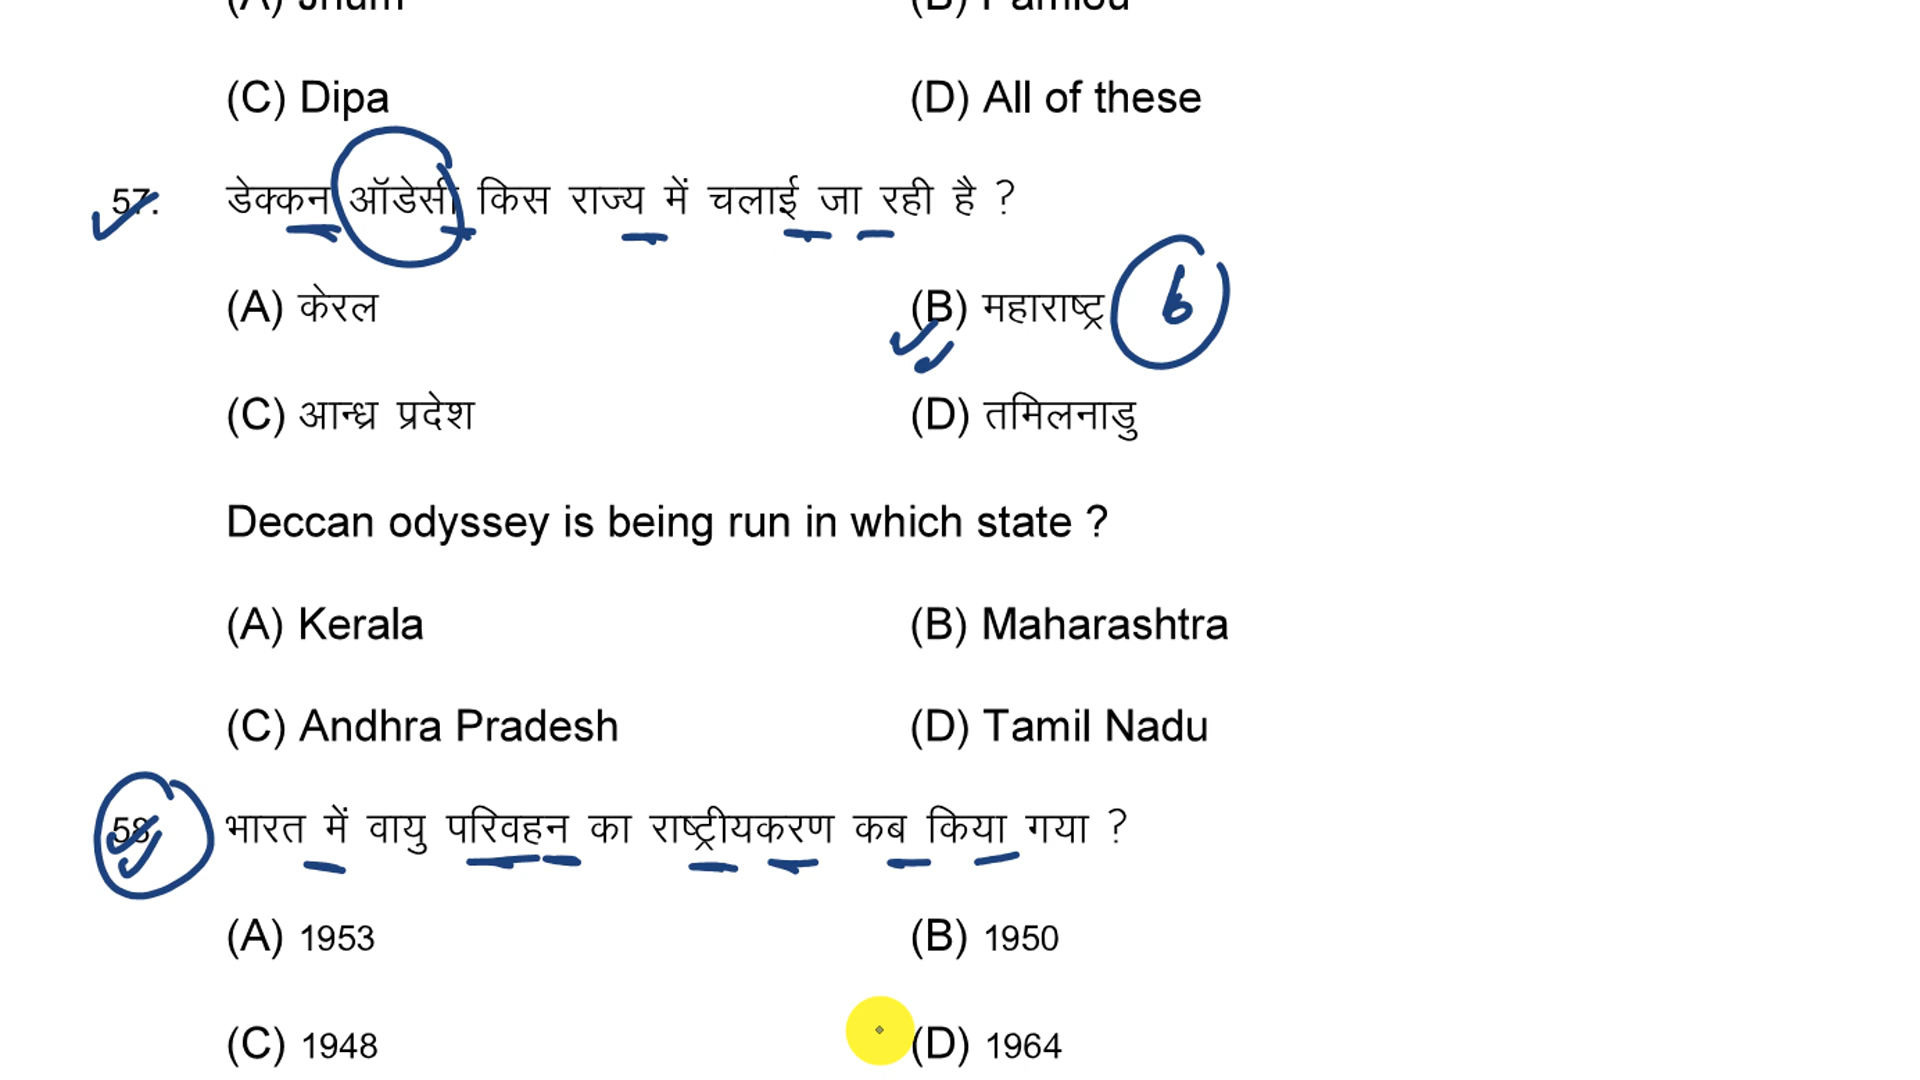 (C) Dipa (D) All of these
57. डेक्कन ऑडेसी किस राज्य में चलाई जा रही है ?
(A) केरल (B) महाराष्ट्र b
(C) आन्ध्र प्रदेश (D) तमिलनाडु
Deccan odyssey is being run in which state ?
(A) Kerala (B) Maharashtra
(C) Andhra Pradesh (D) Tamil Nadu
58. भारत में वायु परिवहन का राष्ट्रीयकरण कब किया गया ?
(A) 1953 (B) 1950
(C) 1948 (D) 1964